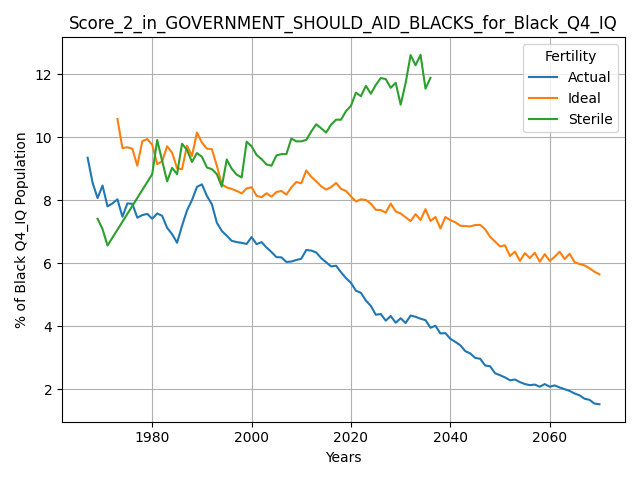 Score_2_in_GOVERNMENT_SHOULD_AID_BLACKS_for_Black_Q4_IQ
% of Black Q4_IQ Population
12
10
8
6
4
2
1980
2000
2020
2040
2060
Years
Fertility
Actual
Ideal
Sterile